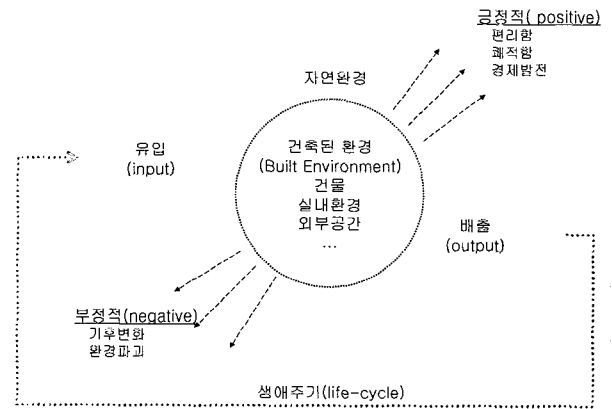 긍정적( positive)
편리함
쾌적함
경제발전
자연환경
유입
(input)
건축된 환경
(Built Environment)
건물
실내환경
외부공간
...
배출
(output)
부정적(negative)
기후변화
환경파괴
생애주기(life-cycle)